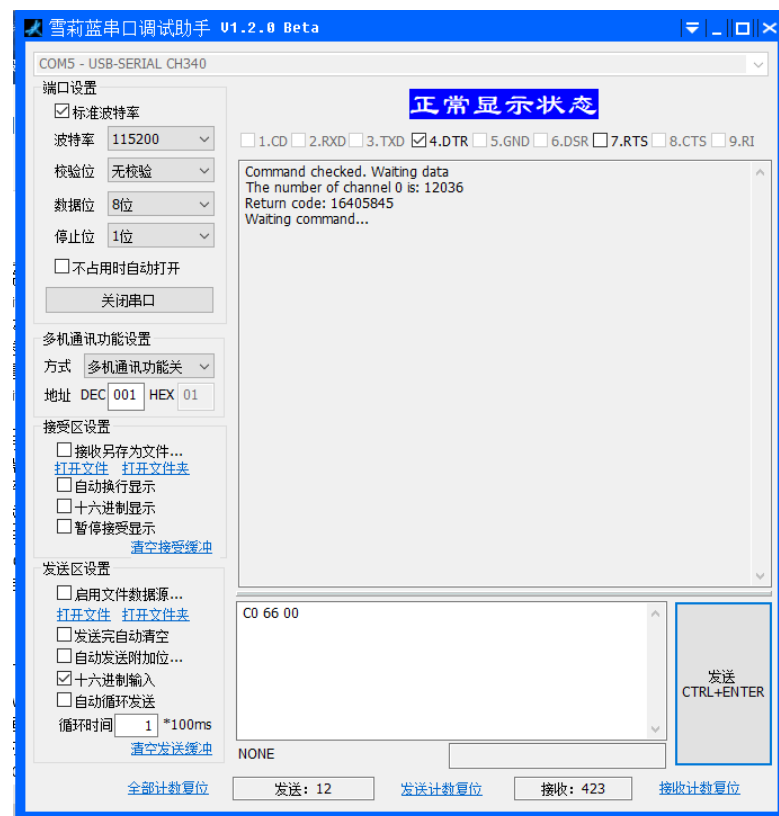 雪莉蓝串口调试助手 V1.2.0 Beta
COM5 - USB-SERIAL CH340
端口设置
标准波特率
波特率 115200
校验位 无校验
数据位 8位
停止位 1位
不占用时自动打开
关闭串口
多机通讯功能设置
方式 多机通讯功能关
地址 DEC 001 HEX 01
接受区设置
接收另存为文件...
打开文件 打开文件夹
自动换行显示
十六进制显示
暂停接受显示
清空接受缓冲
发送区设置
启用文件数据源...
打开文件 打开文件夹
发送完自动清空
自动发送附加位...
十六进制输入
自动循环发送
循环时间 1 *100ms
清空发送缓冲
正常显示状态
1.CD 2.RXD 3.TXD 4.DTR 5.GND 6.DSR 7.RTS 8.CTS 9.RI
Command checked. Waiting data
The number of channel 0 is: 12036
Return code: 16405845
Waiting command...
C0 66 00
发送
CTRL+ENTER
NONE
全部计数复位 发送: 12 发送计数复位 接收: 423 接收计数复位